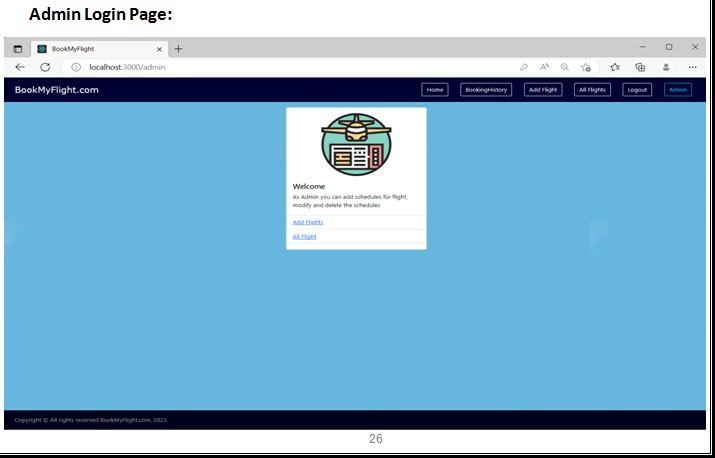 Admin Login Page:
BookMyFlight
localhost:3000/admin
BookMyFlight.com
Home
BookingHistory
Add Flight
All Flights
Logout
Admin
Welcome
As Admin you can add schedules for flight,
modify and delete the schedules
Add Flights
All Flight
Copyright © All rights reserved BookMyFlight.com, 2023.
26